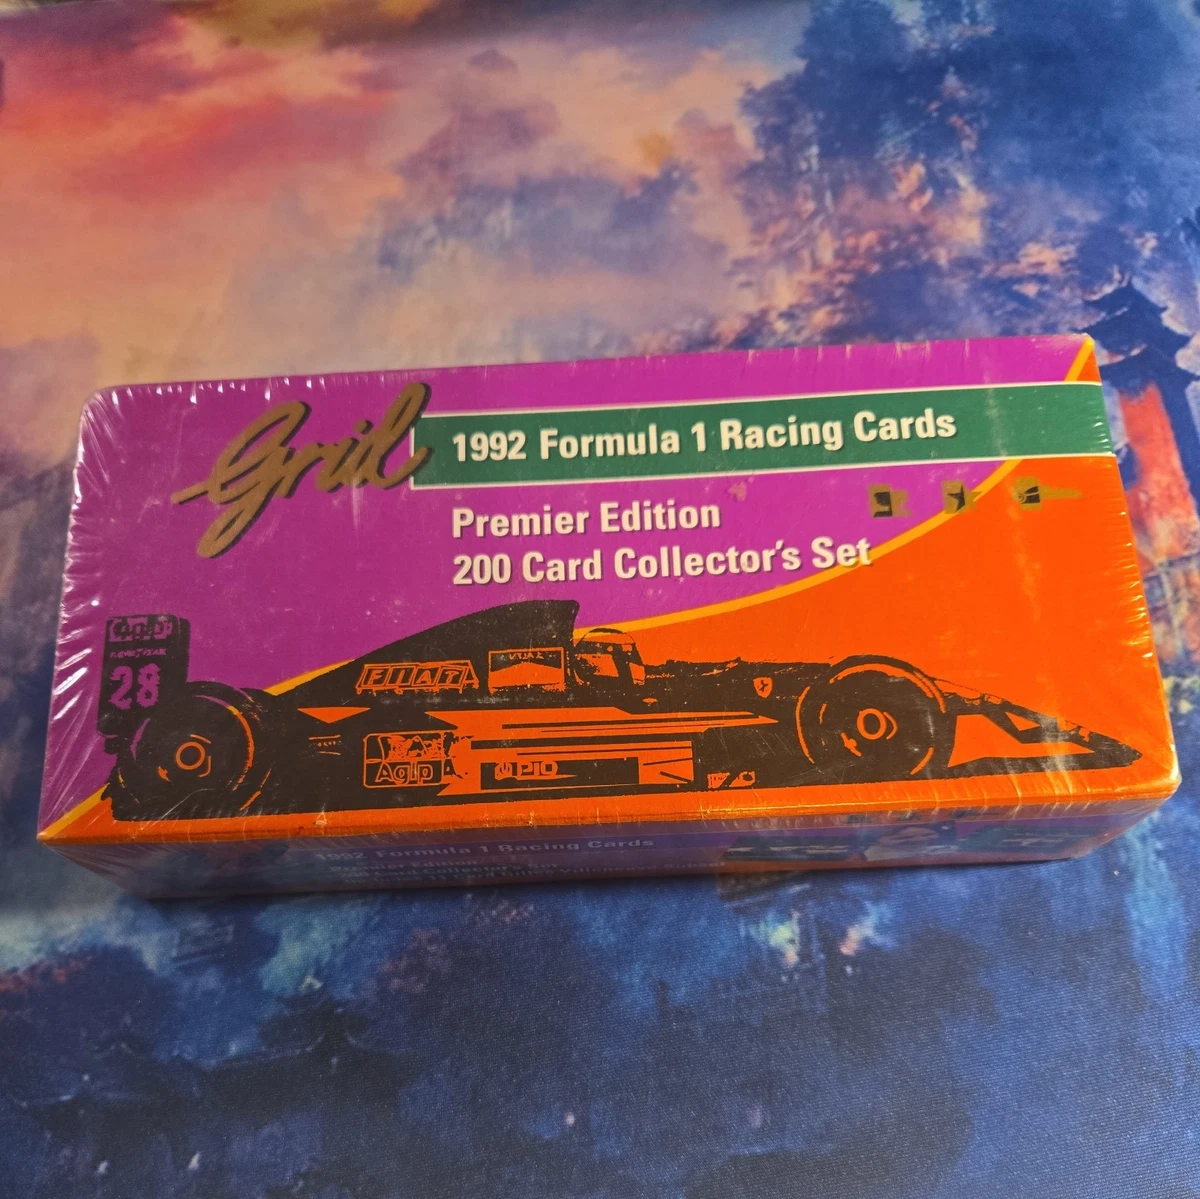 Grid
1992 Formula 1 Racing Cards
Premier Edition
200 Card Collector's Set
28
FIAT
Agip
PIO
1992 Formula 1 Racing Cards